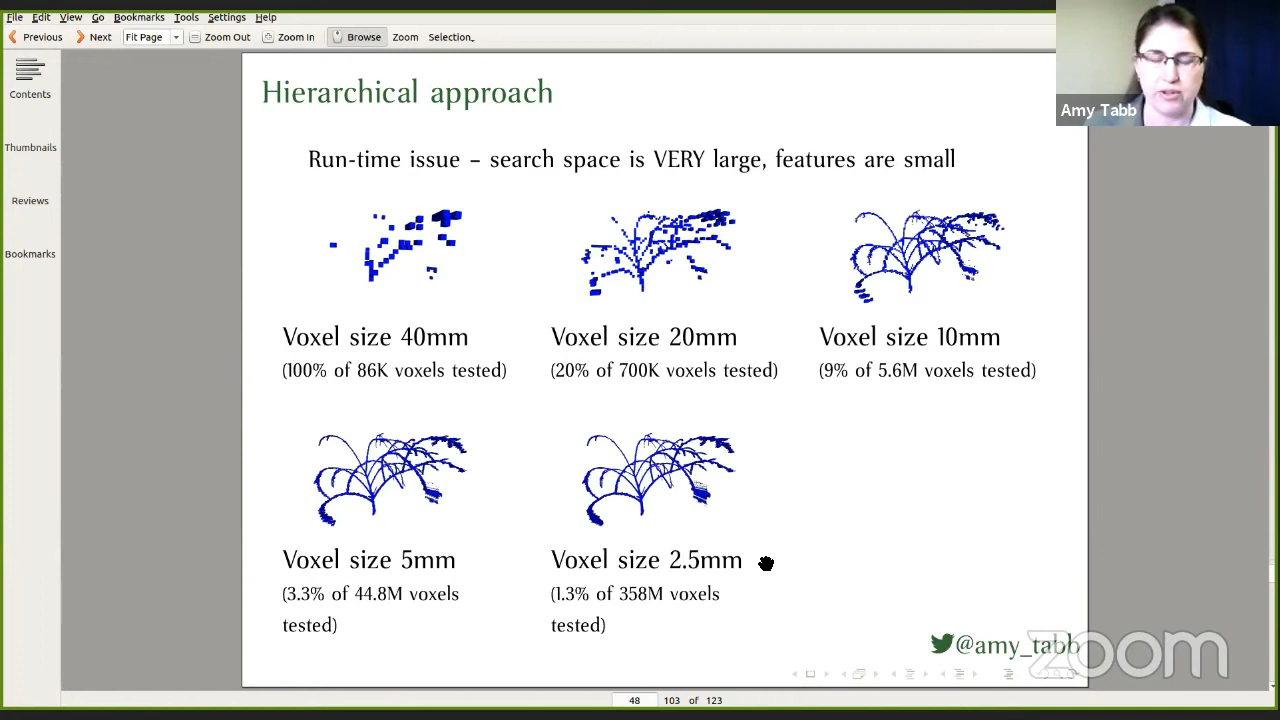 File Edit View Go Bookmarks Tools Settings Help
Previous Next Fit Page Zoom Out Zoom In Browse Zoom Selection
Contents
Thumbnails
Reviews
Bookmarks
Amy Tabb
Hierarchical approach
Run-time issue – search space is VERY large, features are small
Voxel size 40mm
(100% of 86K voxels tested)
Voxel size 20mm
(20% of 700K voxels tested)
Voxel size 10mm
(9% of 5.6M voxels tested)
Voxel size 5mm
(3.3% of 44.8M voxels
tested)
Voxel size 2.5mm
(1.3% of 358M voxels
tested)
@amy_tabb
zoom
48 103 of 123